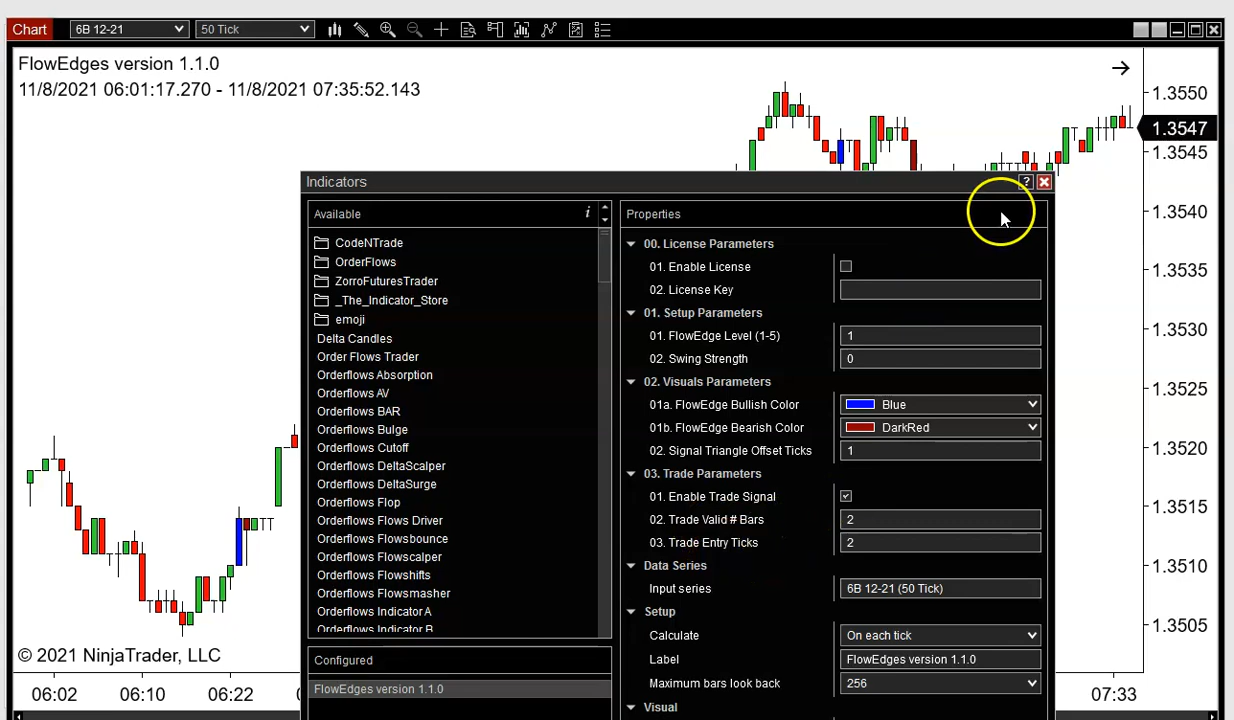 Chart 6B 12-21 50 Tick
FlowEdges version 1.1.0
11/8/2021 06:01:17.270 - 11/8/2021 07:35:52.143
1.3550
1.3547
1.3545
1.3540
1.3535
1.3530
1.3525
1.3520
1.3515
1.3510
1.3505
Indicators ?
Available i
CodeNTrade
OrderFlows
ZorroFuturesTrader
_The_Indicator_Store
emoji
Delta Candles
Order Flows Trader
Orderflows Absorption
Orderflows AV
Orderflows BAR
Orderflows Bulge
Orderflows Cutoff
Orderflows DeltaScalper
Orderflows DeltaSurge
Orderflows Flop
Orderflows Flows Driver
Orderflows Flowsbounce
Orderflows Flowscalper
Orderflows Flowshifts
Orderflows Flowsmasher
Orderflows Indicator A
Orderflows Indicator B
Configured
FlowEdges version 1.1.0
Properties
00. License Parameters
01. Enable License
02. License Key
01. Setup Parameters
01. FlowEdge Level (1-5) 1
02. Swing Strength 0
02. Visuals Parameters
01a. FlowEdge Bullish Color Blue
01b. FlowEdge Bearish Color DarkRed
02. Signal Triangle Offset Ticks 1
03. Trade Parameters
01. Enable Trade Signal
02. Trade Valid # Bars 2
03. Trade Entry Ticks 2
Data Series
Input series 6B 12-21 (50 Tick)
Setup
Calculate On each tick
Label FlowEdges version 1.1.0
Maximum bars look back 256
Visual
© 2021 NinjaTrader, LLC
06:02 06:10 06:22 07:33